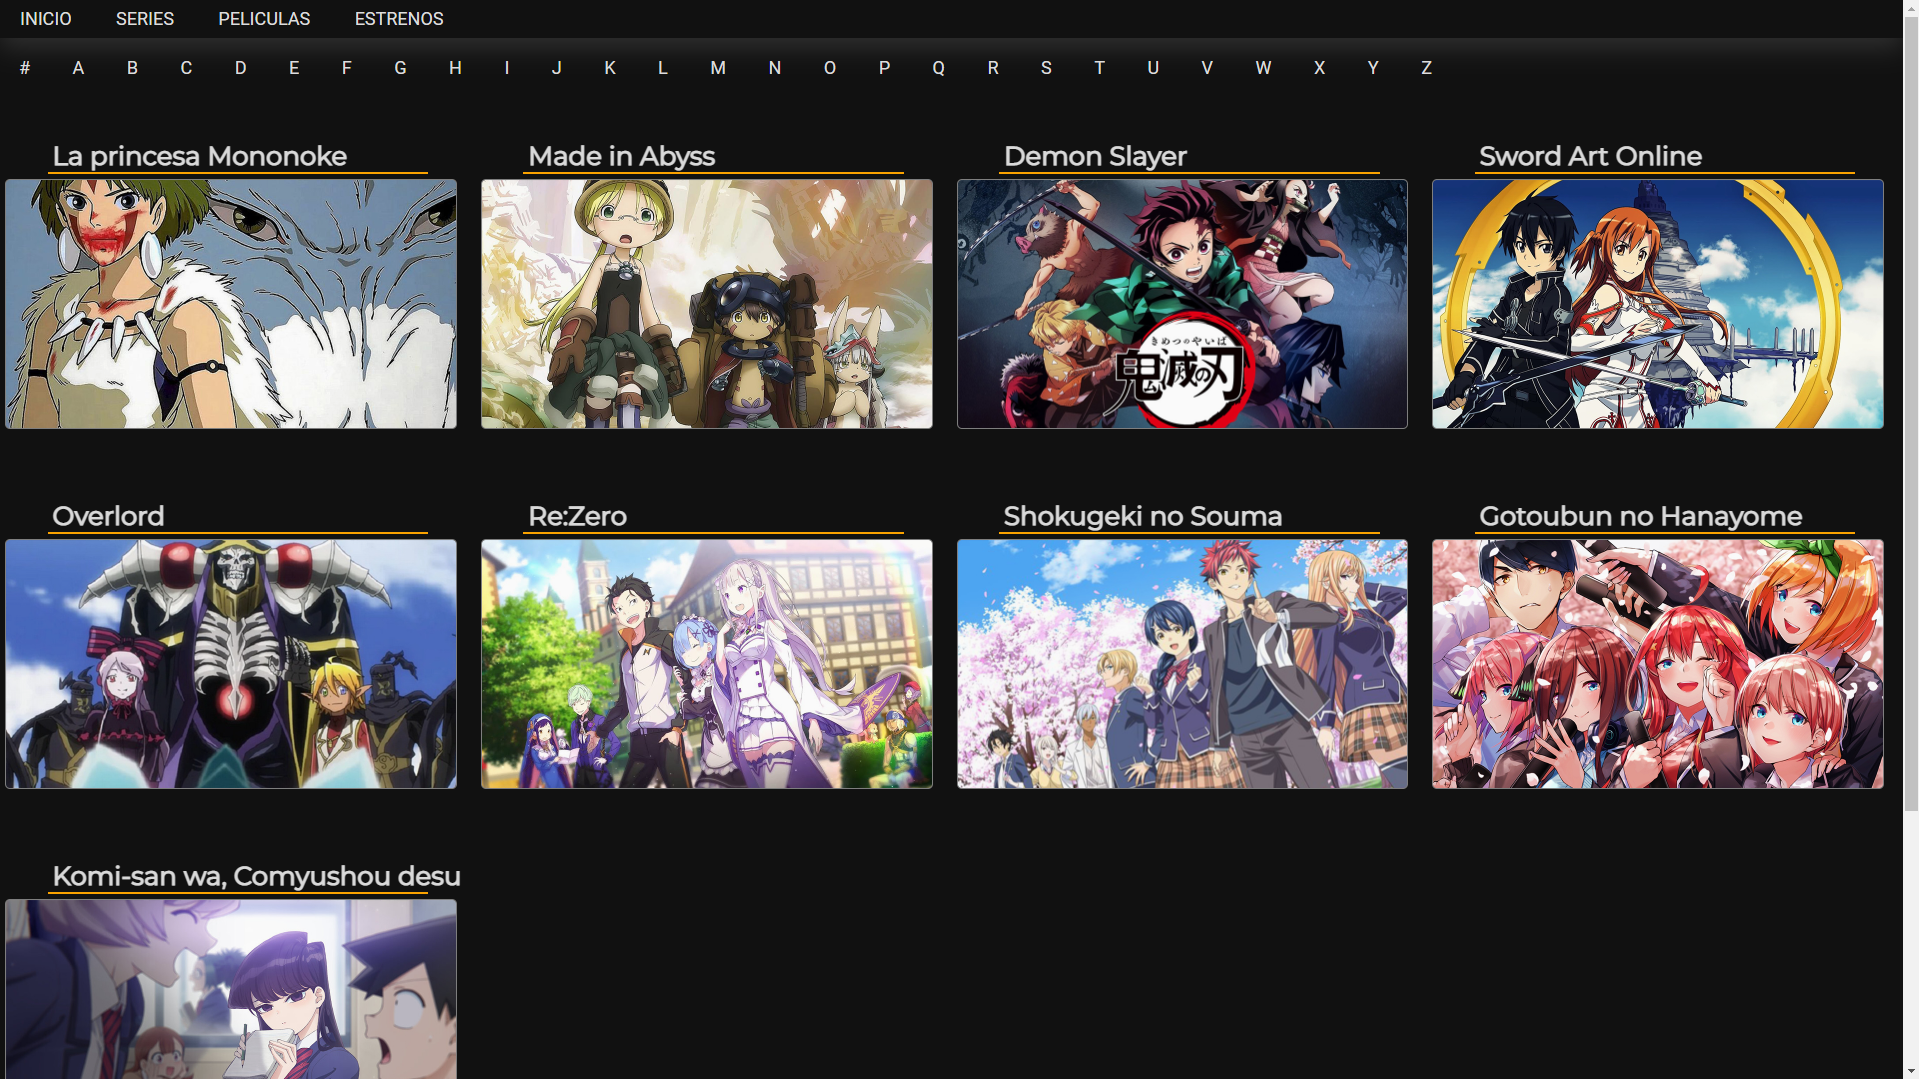 INICIO SERIES PELICULAS ESTRENOS
# A B C D E F G H I J K L M N O P Q R S T U V W X Y Z
La princesa Mononoke
Made in Abyss
Demon Slayer
Sword Art Online
きめつのやいば
鬼滅の刃
Overlord
Re:Zero
Shokugeki no Souma
Gotoubun no Hanayome
Komi-san wa, Comyushou desu